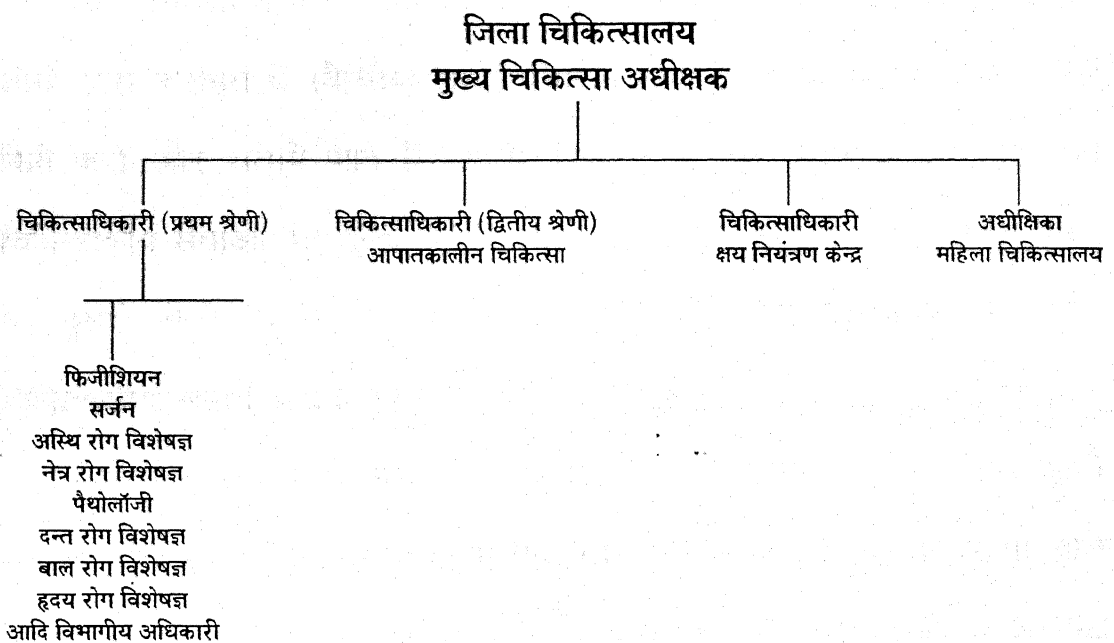 जिला चिकित्सालय
मुख्य चिकित्सा अधीक्षक
चिकित्साधिकारी (प्रथम श्रेणी)
चिकित्साधिकारी (द्वितीय श्रेणी)
आपातकालीन चिकित्सा
चिकित्साधिकारी
क्षय नियंत्रण केन्द्र
अधीक्षिका
महिला चिकित्सालय
फिजीशियन
सर्जन
अस्थि रोग विशेषज्ञ
नेत्र रोग विशेषज्ञ
पैथोलॉजी
दन्त रोग विशेषज्ञ
बाल रोग विशेषज्ञ
हृदय रोग विशेषज्ञ
आदि विभागीय अधिकारी